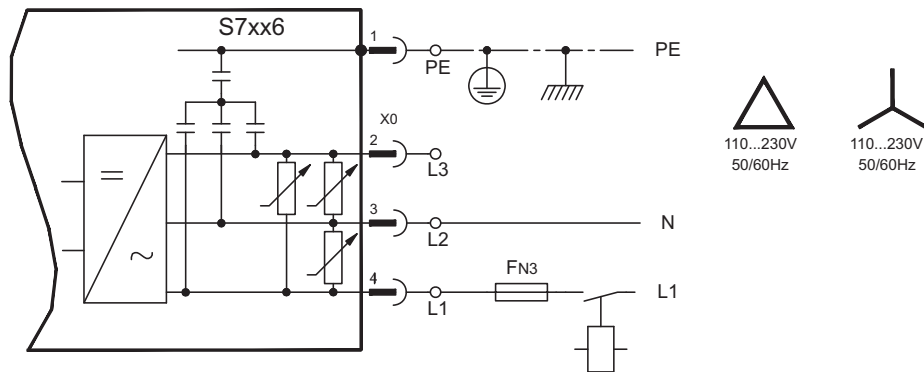 S7xx6
1
PE
PE
X0
2
L3
3
L2
N
4
L1
FN3
L1
110...230V
50/60Hz
110...230V
50/60Hz